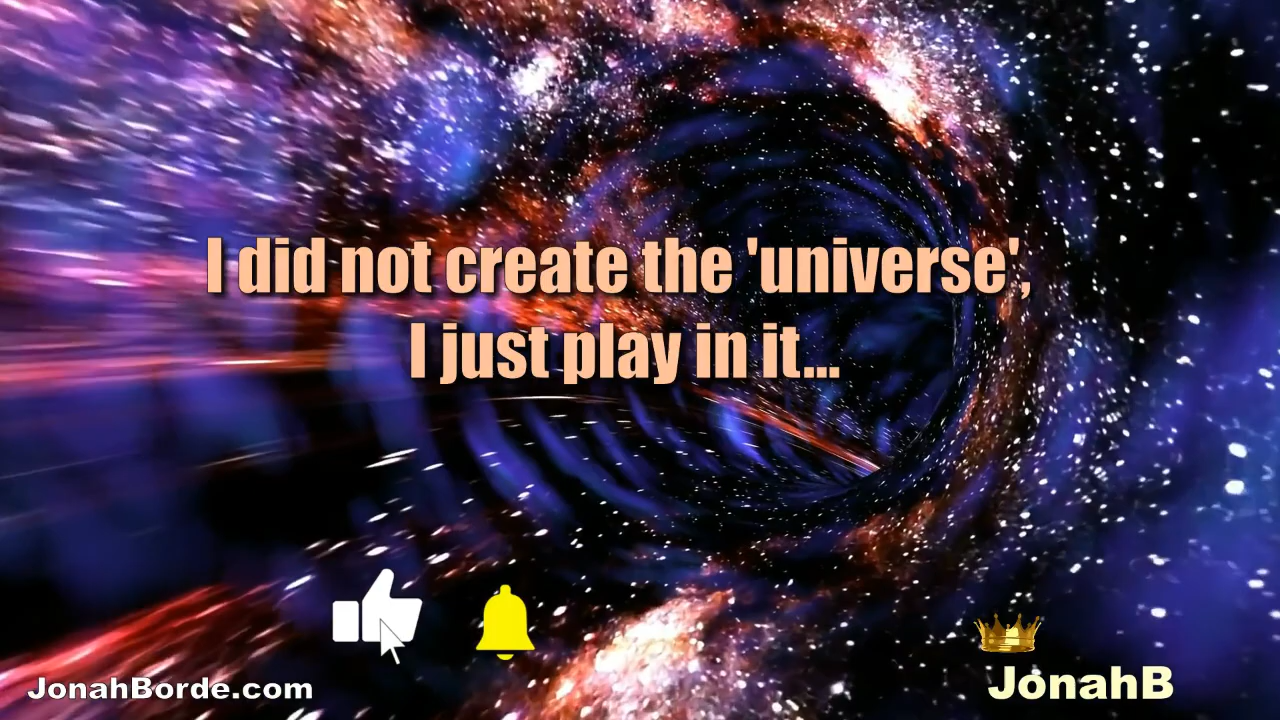 I did not create the 'universe',
I just play in it...
JonahBorde.com
JonahB